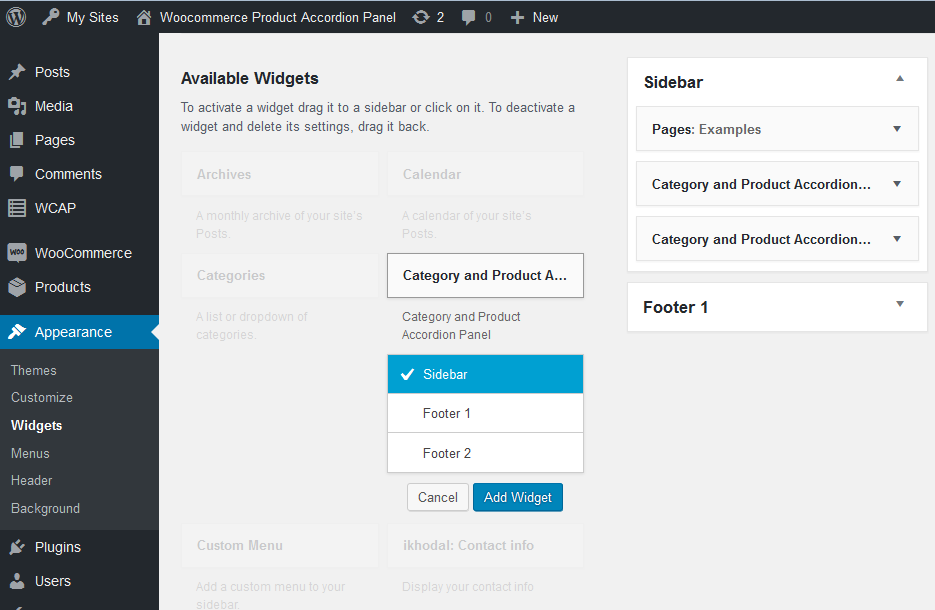 My Sites
Woocommerce Product Accordion Panel
2
0
New
Posts
Media
Pages
Comments
WCAP
WOO
WooCommerce
Products
Appearance
Themes
Customize
Widgets
Menus
Header
Background
Plugins
Users
Available Widgets
To activate a widget drag it to a sidebar or click on it. To deactivate a
widget and delete its settings, drag it back.
Archives
A monthly archive of your site's
Posts.
Calendar
A calendar of your site's
Posts.
Categories
A list or dropdown of
categories.
Category and Product A...
Category and Product
Accordion Panel
Sidebar
Footer 1
Footer 2
Cancel
Add Widget
Custom Menu
Add a custom menu to your
sidebar.
ikhodal: Contact info
Display your contact info
Sidebar
Pages: Examples
Category and Product Accordion...
Category and Product Accordion...
Footer 1